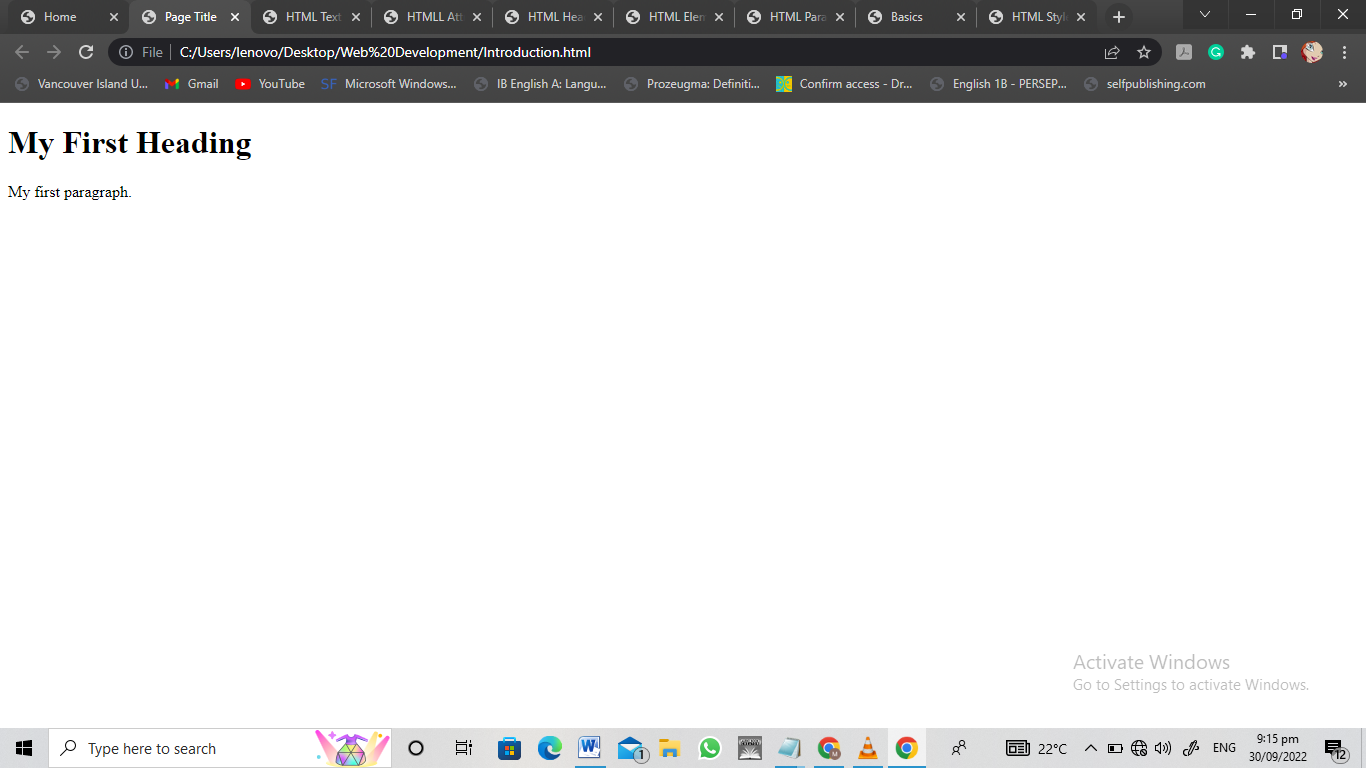 Home
Page Title
HTML Text
HTMLL Att
HTML Hea
HTML Elen
HTML Para
Basics
HTML Style
File
C:/Users/lenovo/Desktop/Web%20Development/Introduction.html
Vancouver Island U...
Gmail
YouTube
SF Microsoft Windows...
IB English A: Langu...
Prozeugma: Definiti...
Confirm access - Dr...
English 1B - PERSEP...
selfpublishing.com
»
My First Heading
My first paragraph.
Activate Windows
Go to Settings to activate Windows.
Type here to search
1
M
22°C
ENG
9:15 pm
30/09/2022
12